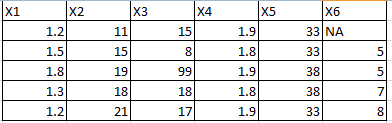 X1 X2 X3 X4 X5 X6
1.2 11 15 1.9 33 NA
1.5 15 8 1.8 33 5
1.8 19 99 1.9 38 5
1.3 18 18 1.8 38 7
1.2 21 17 1.9 33 8